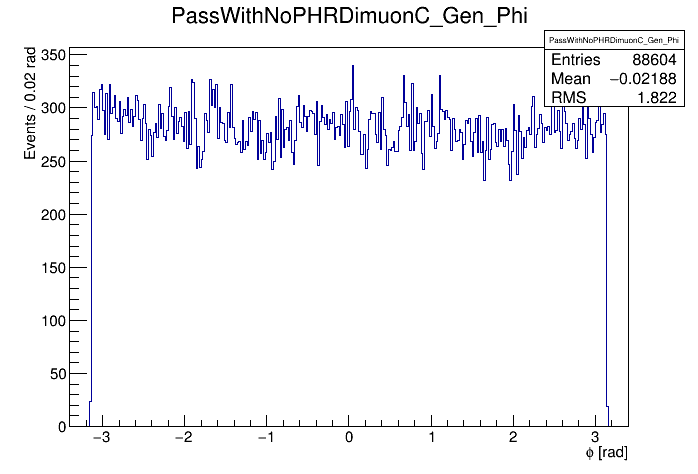 PassWithNoPHRDimuonC_Gen_Phi
PassWithNoPHRDimuonC_Gen_Phi
Entries 88604
Mean −0.02188
RMS 1.822
Events / 0.02 rad
350
300
250
200
150
100
50
0
−3 −2 −1 0 1 2 3
ϕ [rad]